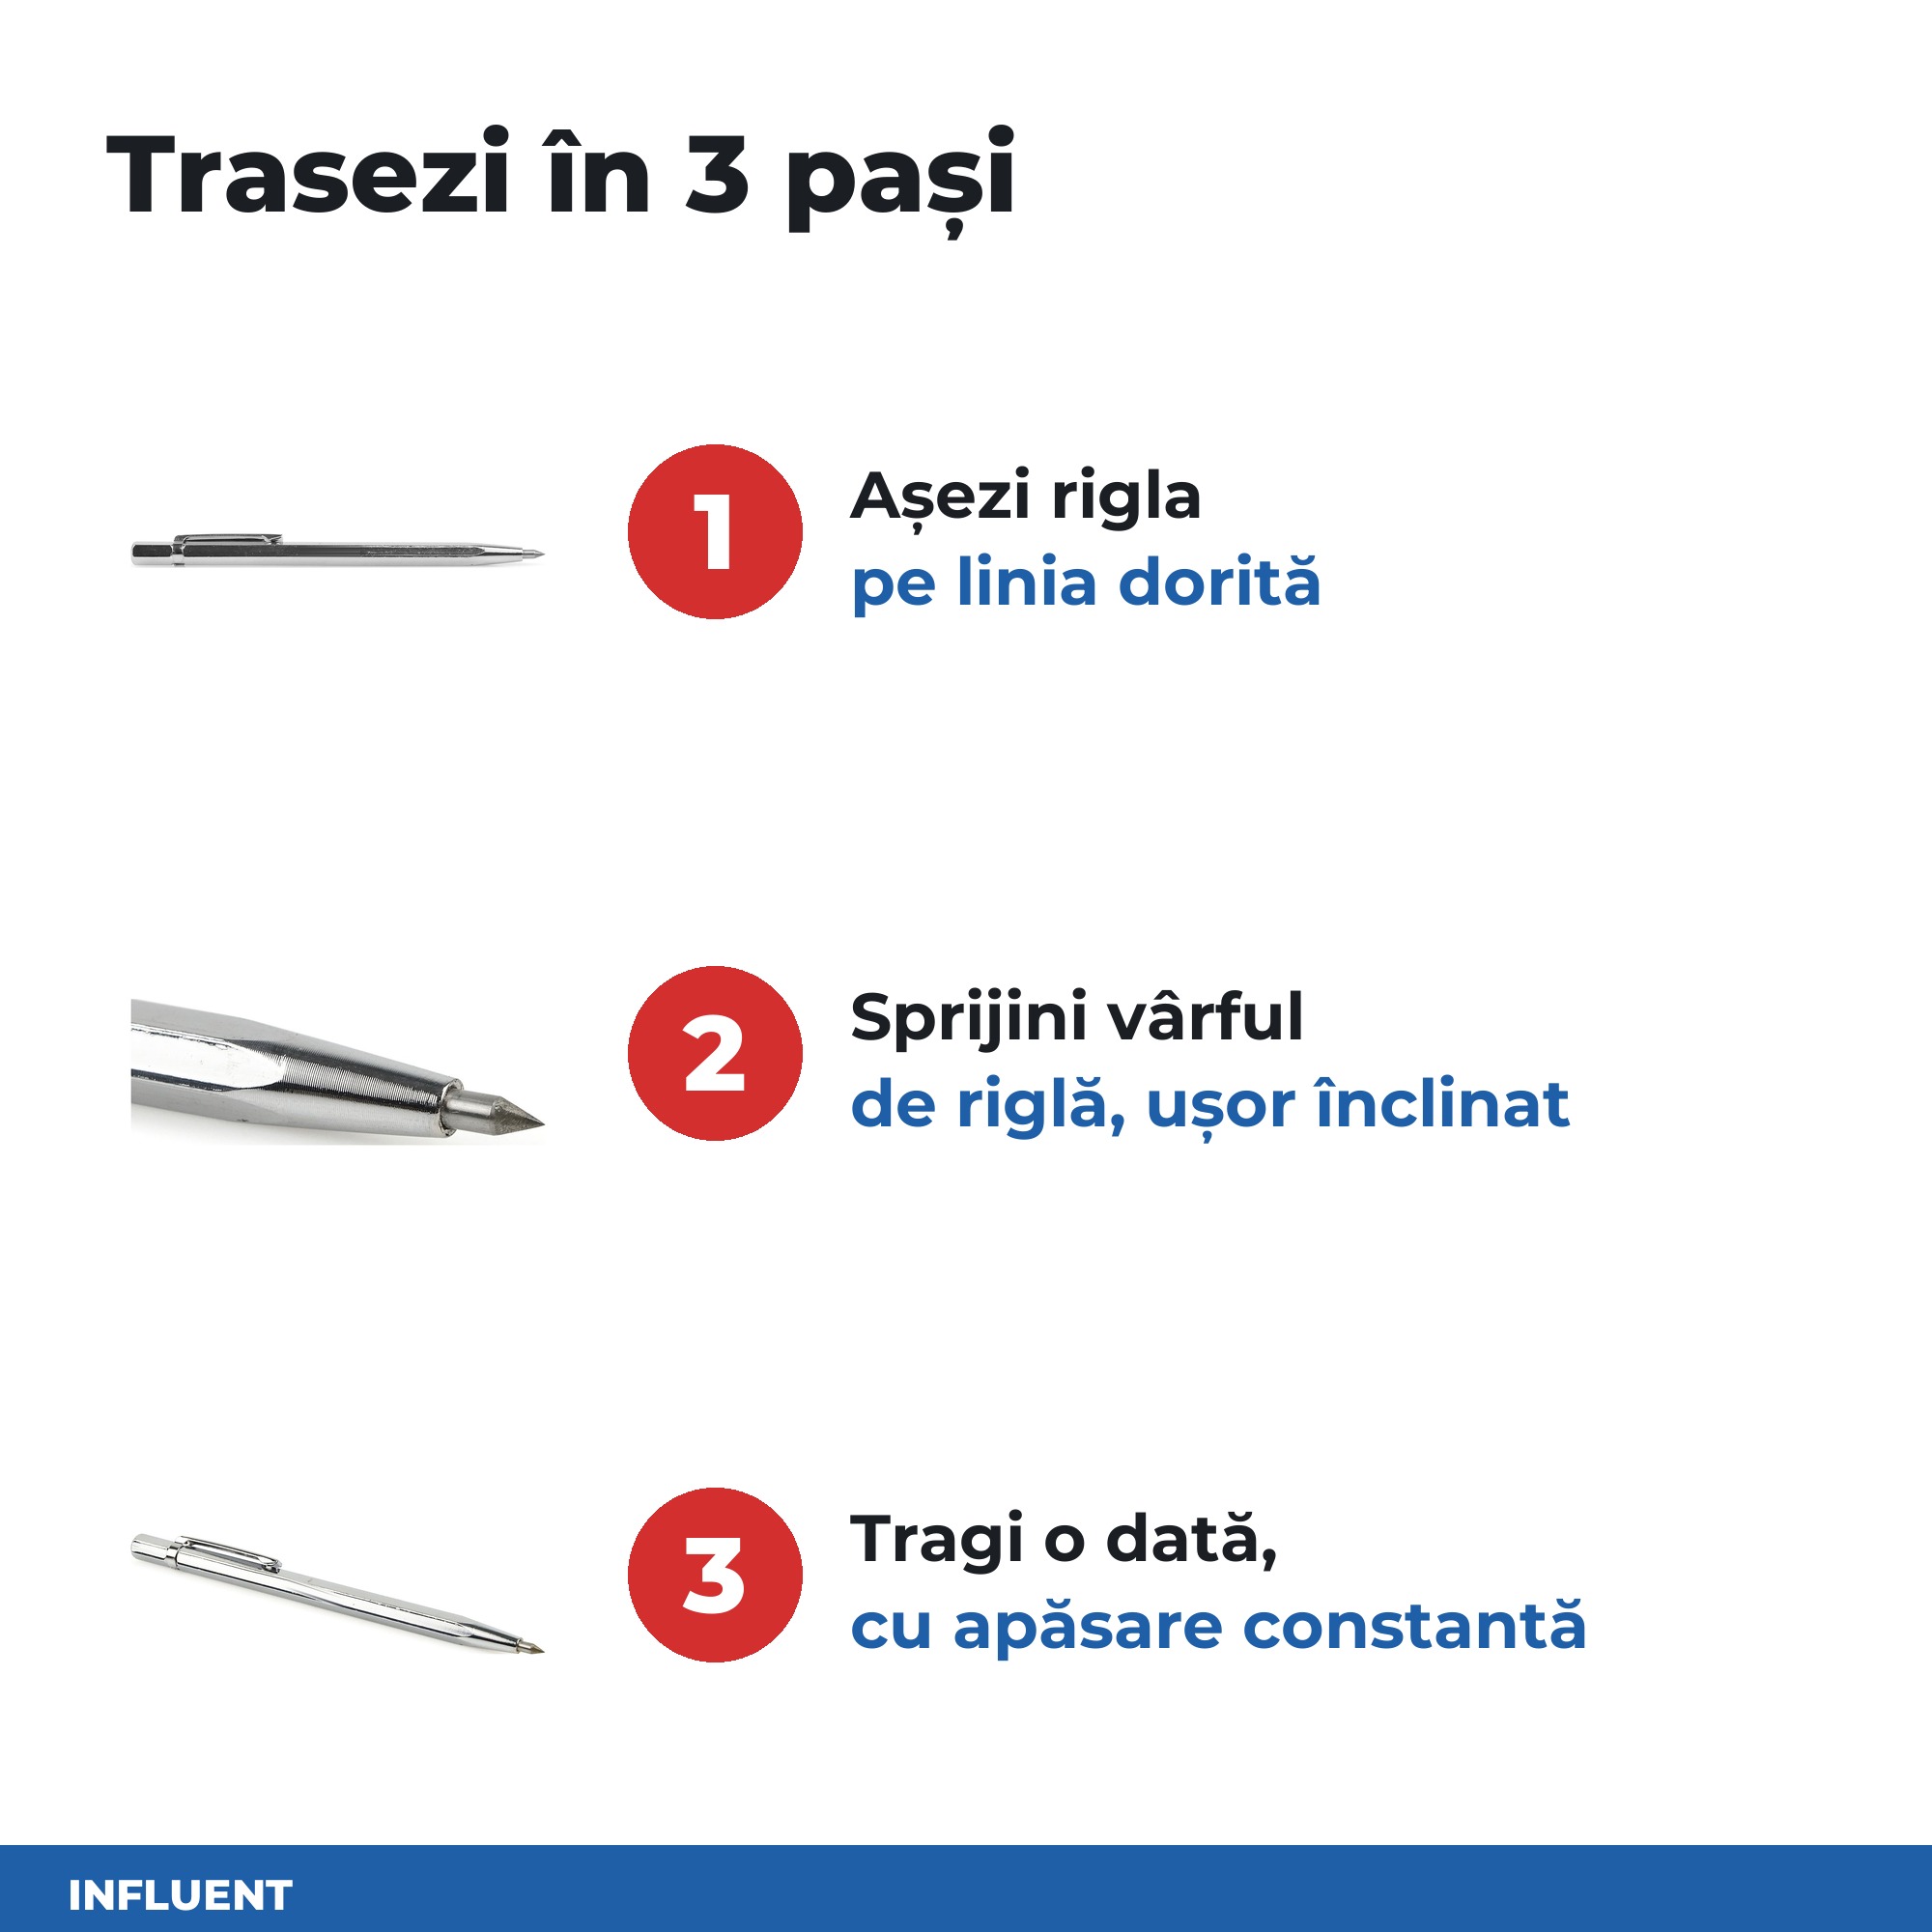 Trasezi în 3 pași
1
Așezi rigla
pe linia dorită
2
Sprijini vârful
de riglă, ușor înclinat
3
Tragi o dată,
cu apăsare constantă
INFLUENT